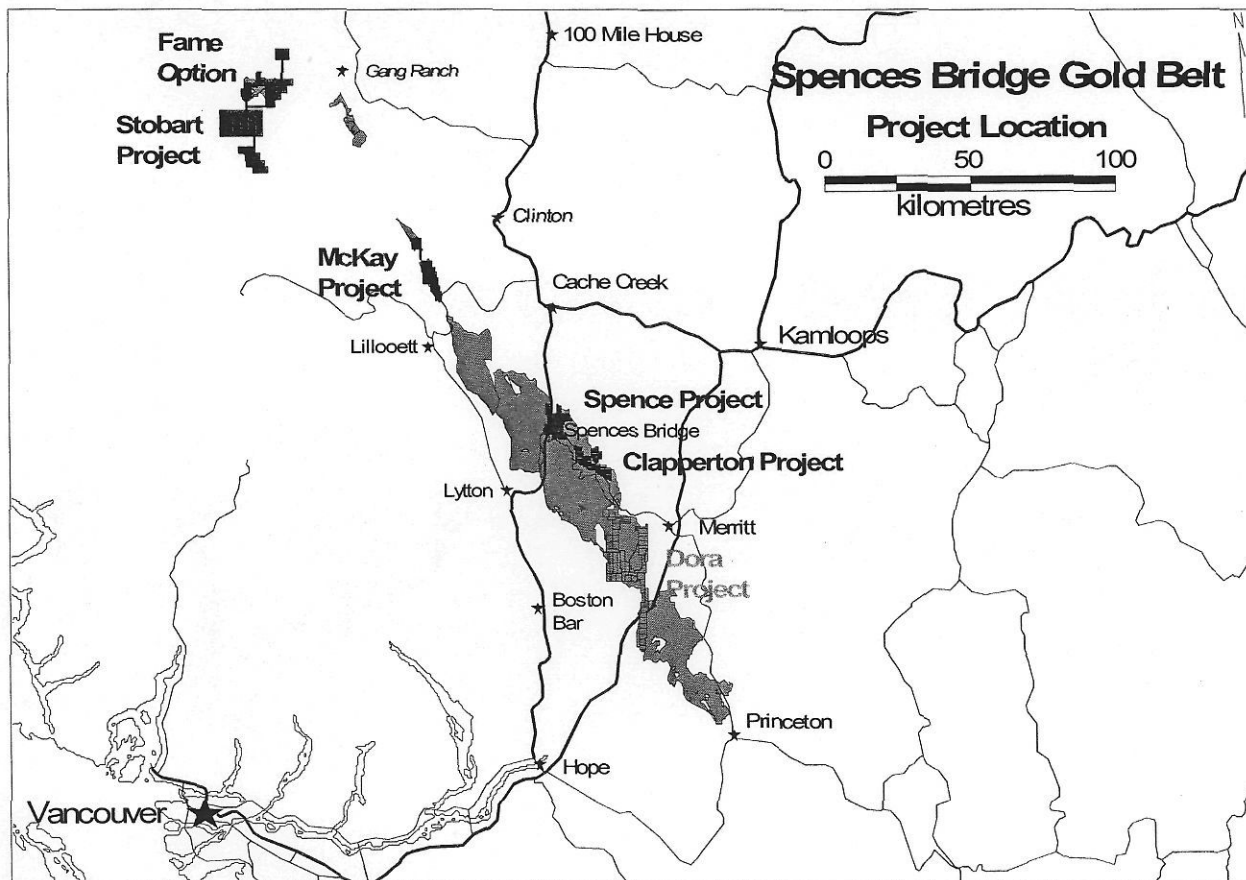 100 Mile House
N
Fame
Option
Gang Ranch
Spences Bridge Gold Belt
Stobart
Project
Project Location
0 50 100
kilometres
Clinton
McKay
Project
Cache Creek
Kamloops
Lillooett
Spence Project
Spences Bridge
Clapperton Project
Lytton
Merritt
Dora
Project
Boston
Bar
Princeton
Hope
Vancouver